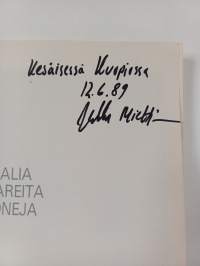 Kesäisessä Kuopiossa
12.6.89
ALIA
AREITA
ONEJA